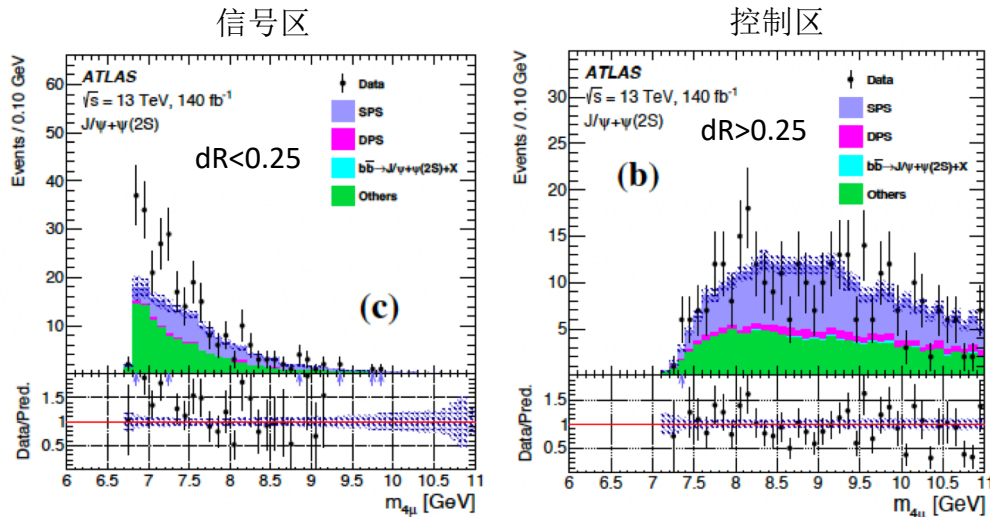 信号区
控制区
Events / 0.10 GeV
60
50
40
30
20
10
ATLAS
√s = 13 TeV, 140 fb⁻¹
J/ψ+ψ(2S)
dR<0.25
Data
SPS
DPS
bb̄→J/ψ+ψ(2S)+X
Others
(c)
Data/Pred.
1.5
1
0.5
6 6.5 7 7.5 8 8.5 9 9.5 10 10.5 11
m4μ [GeV]
Events / 0.10 GeV
35
30
25
20
15
10
5
ATLAS
√s = 13 TeV, 140 fb⁻¹
J/ψ+ψ(2S)
dR>0.25
(b)
Data
SPS
DPS
bb̄→J/ψ+ψ(2S)+X
Others
Data/Pred.
1.5
1
0.5
6 6.5 7 7.5 8 8.5 9 9.5 10 10.5 11
m4μ [GeV]